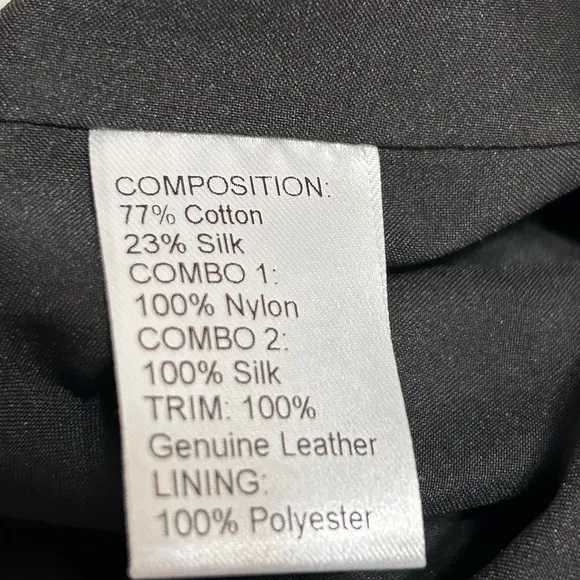 COMPOSITION:
77% Cotton
23% Silk
COMBO 1:
100% Nylon
COMBO 2:
100% Silk
TRIM: 100%
Genuine Leather
LINING:
100% Polyester